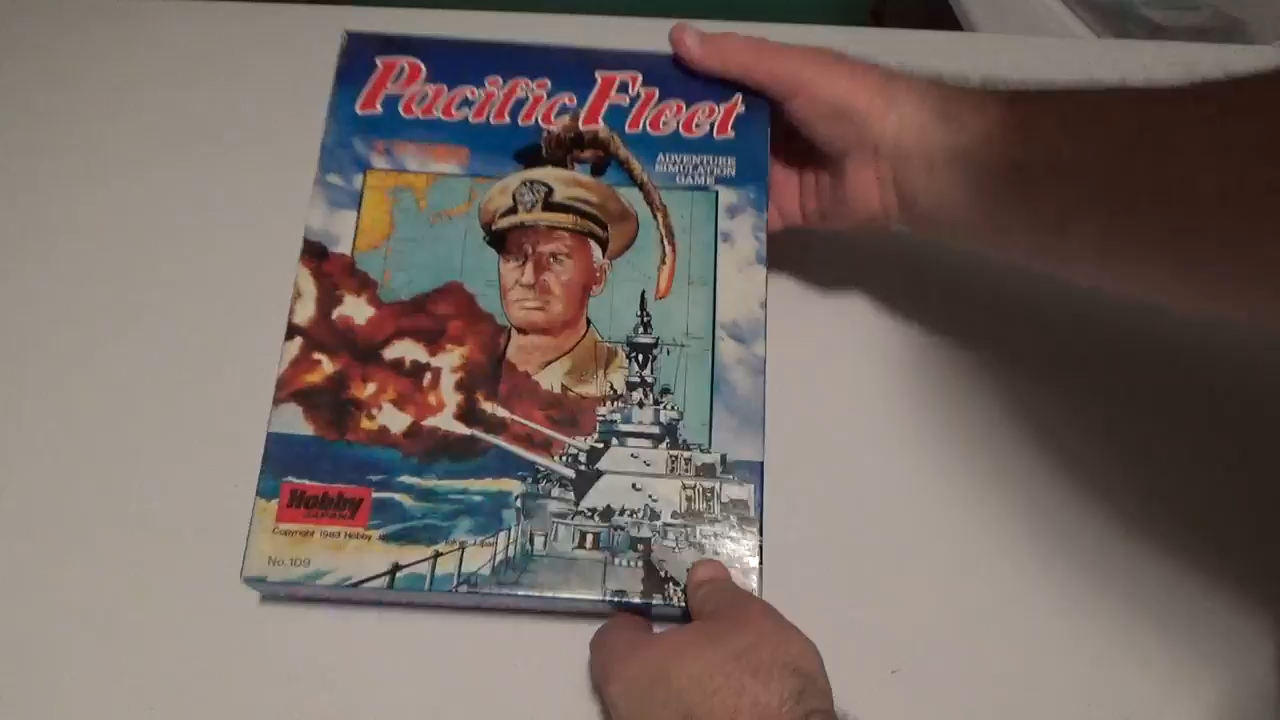 Pacific Fleet
ADVENTURE
SIMULATION
GAME
Hobby
JAPAN
Copyright 1983 Hobby
No.109